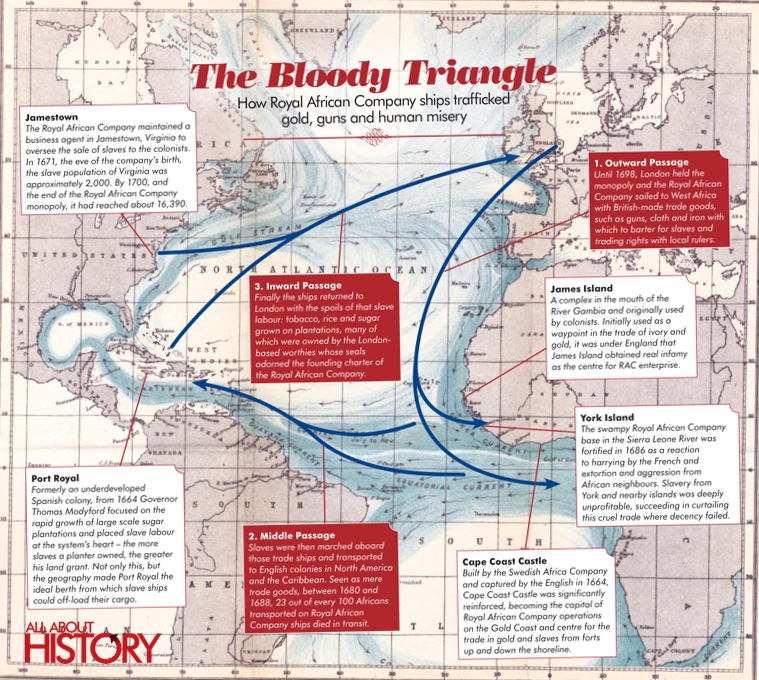 The Bloody Triangle
How Royal African Company ships trafficked
gold, guns and human misery
Jamestown
The Royal African Company maintained a
business agent in Jamestown, Virginia to
oversee the sale of slaves to the colonists.
In 1671, the eve of the company's birth,
the slave population of Virginia was
approximately 2,000. By 1700, and
the end of the Royal African Company
monopoly, it had reached about 16,390.
1. Outward Passage
Until 1698, London held the
monopoly and the Royal African
Company sailed to West Africa
with British-made trade goods,
such as guns, cloth and iron with
which to barter for slaves and
trading rights with local rulers.
3. Inward Passage
Finally the ships returned to
London with the spoils of that slave
labour: tobacco, rice and sugar
grown on plantations, many of
which were owned by the London-
based worthies whose seals
adorned the founding charter of
the Royal African Company.
James Island
A complex in the mouth of the
River Gambia and originally used
by colonists. Initially used as a
waypoint in the trade of ivory and
gold, it was under England that
James Island obtained real infamy
as the centre for RAC enterprise.
York Island
The swampy Royal African Company
base in the Sierra Leone River was
fortified in 1686 as a reaction
to harrying by the French and
extortion and aggression from
African neighbours. Slavery from
York and nearby islands was deeply
unprofitable, succeeding in curtailing
this cruel trade where decency failed.
Port Royal
Formerly an underdeveloped
Spanish colony, from 1664 Governor
Thomas Modyford focused on the
rapid growth of large scale sugar
plantations and placed slave labour
at the system's heart – the more
slaves a planter owned, the greater
his land grant. Not only this, but
the geography made Port Royal the
ideal berth from which slave ships
could off-load their cargo.
2. Middle Passage
Slaves were then marched aboard
those trade ships and transported
to English colonies in North America
and the Caribbean. Seen as mere
trade goods, between 1680 and
1688, 23 out of every 100 Africans
transported on Royal African
Company ships died in transit.
Cape Coast Castle
Built by the Swedish Africa Company
and captured by the English in 1664,
Cape Coast Castle was significantly
reinforced, becoming the capital of
Royal African Company operations
on the Gold Coast and centre for the
trade in gold and slaves from forts
up and down the shoreline.
ALL ABOUT
HISTORY
GREENLAND
ICELAND
HUDSON
BAY
ENGLAND
GULF STREAM
UNITED STATES
NORTH ATLANTIC OCEAN
G. of MEXICO
WEST
EQUATORIAL CURRENT
SOUTH